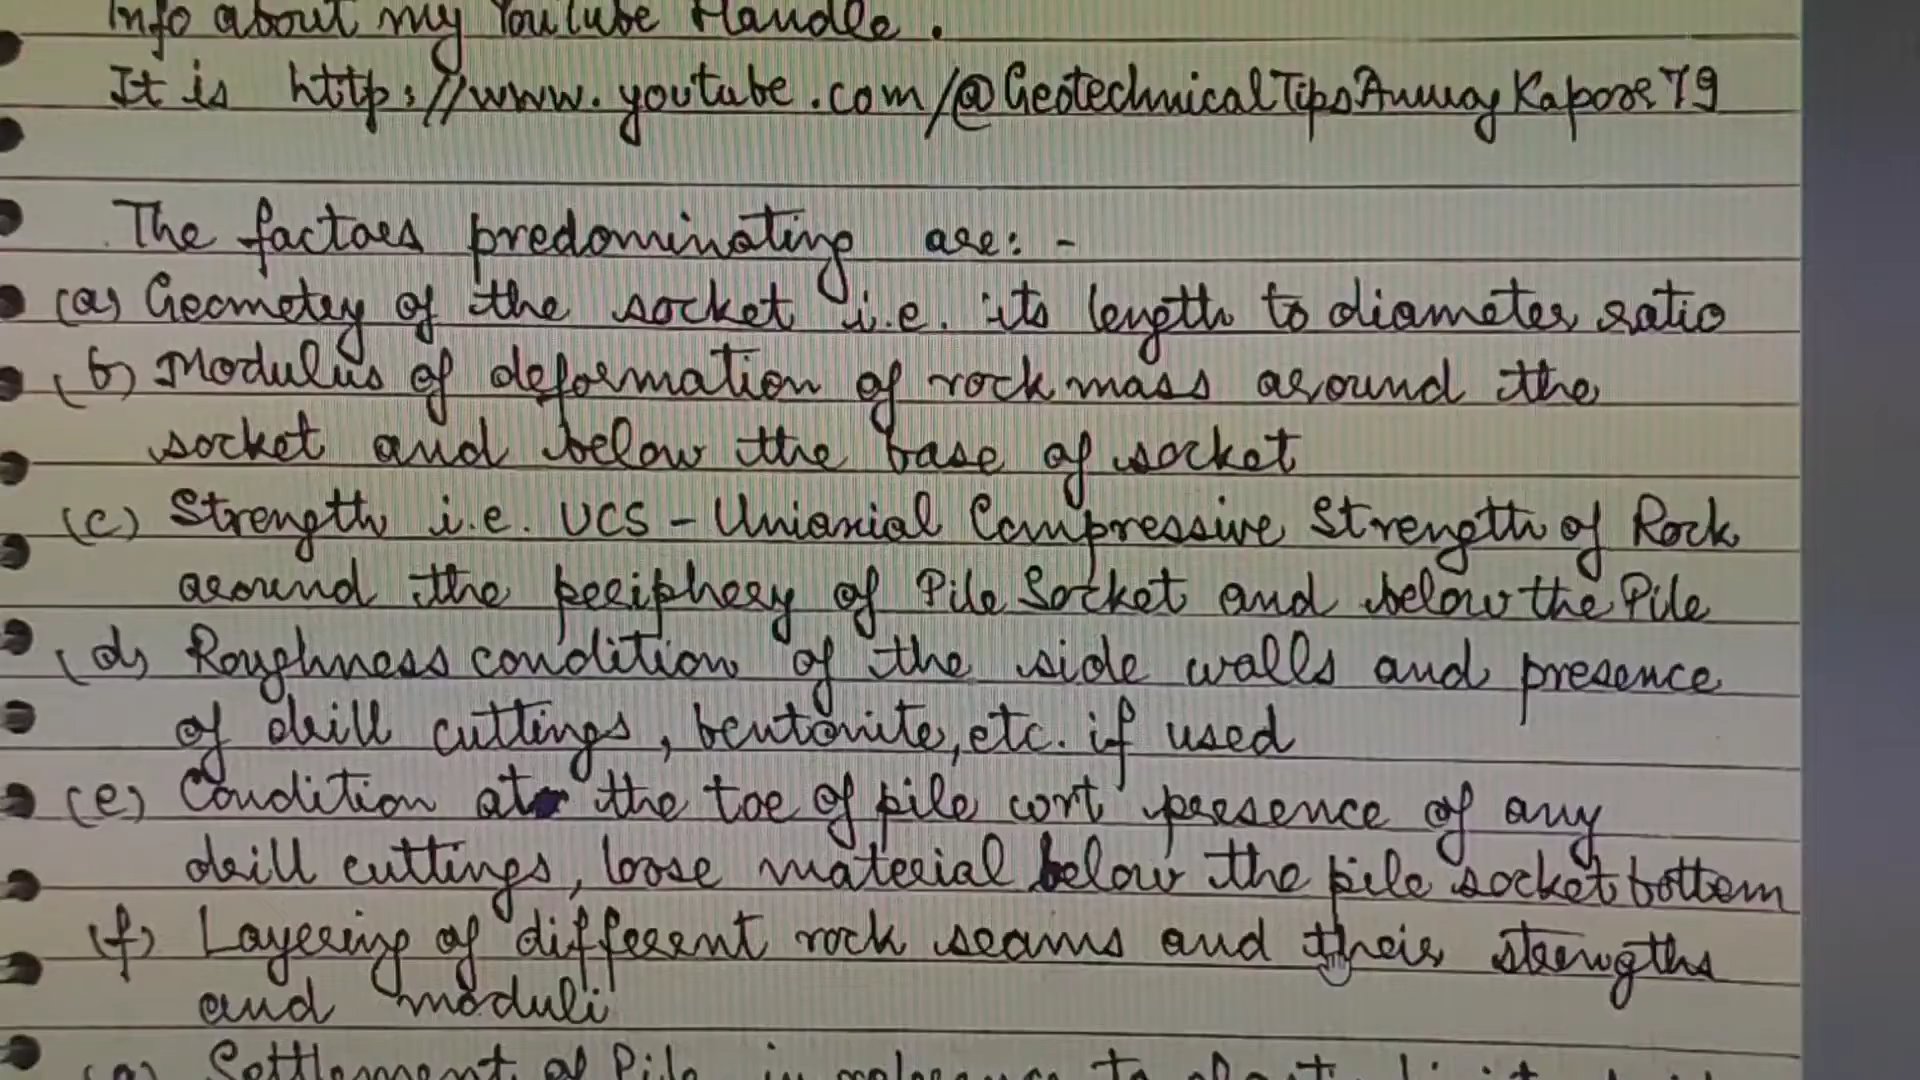 Info about my YouTube Handle.
It is http://www.youtube.com/@GeotechnicalTipsAnmayKapoor79
The factors predominating are:-
(a) Geometry of the socket i.e. its length to diameter ratio
(b) Modulus of deformation of rock mass around the
socket and below the base of socket
(c) Strength i.e. UCS - Uniaxial Compressive Strength of Rock
around the periphery of Pile Socket and below the Pile
(d) Roughness condition of the side walls and presence
of drill cuttings, bentonite, etc. if used
(e) Condition at the toe of pile wrt presence of any
drill cuttings, loose material below the pile socket bottom
(f) Layering of different rock seams and their strengths
and moduli
(g) Settlement of Pile in